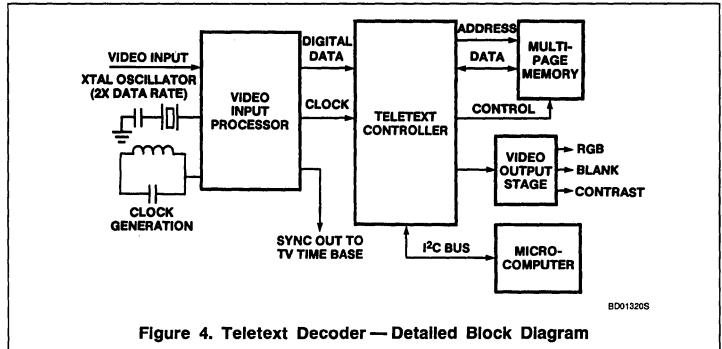 VIDEO INPUT
XTAL OSCILLATOR
(2X DATA RATE)
CLOCK
GENERATION
VIDEO
INPUT
PROCESSOR
DIGITAL
DATA
CLOCK
SYNC OUT TO
TV TIME BASE
TELETEXT
CONTROLLER
ADDRESS
DATA
CONTROL
MULTI-
PAGE
MEMORY
VIDEO
OUTPUT
STAGE
RGB
BLANK
CONTRAST
I²C BUS
MICRO-
COMPUTER
BD01320S
Figure 4. Teletext Decoder — Detailed Block Diagram